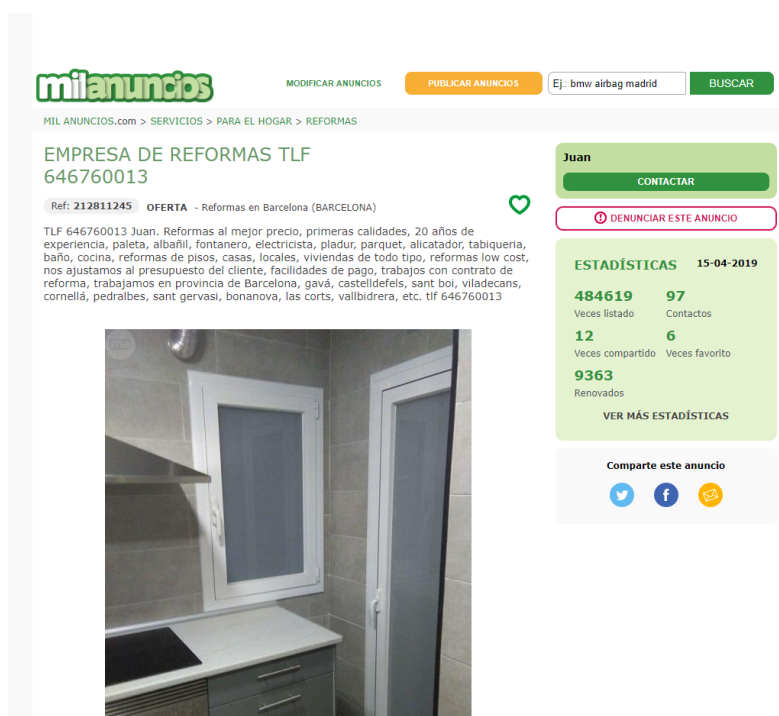 milanuncios
MODIFICAR ANUNCIOS
PUBLICAR ANUNCIOS
Ej.: bmw airbag madrid
BUSCAR
MIL ANUNCIOS.com > SERVICIOS > PARA EL HOGAR > REFORMAS
EMPRESA DE REFORMAS TLF
646760013
Ref: 212811245 OFERTA - Reformas en Barcelona (BARCELONA)
TLF 646760013 Juan. Reformas al mejor precio, primeras calidades, 20 años de
experiencia, paleta, albañil, fontanero, electricista, pladur, parquet, alicatador, tabiqueria,
baño, cocina, reformas de pisos, casas, locales, viviendas de todo tipo, reformas low cost,
nos ajustamos al presupuesto del cliente, facilidades de pago, trabajos con contrato de
reforma, trabajamos en provincia de Barcelona, gavá, castelldefels, sant boi, viladecans,
cornellá, pedralbes, sant gervasi, bonanova, las corts, vallbidrera, etc. tlf 646760013
Juan
CONTACTAR
DENUNCIAR ESTE ANUNCIO
ESTADÍSTICAS 15-04-2019
484619 97
Veces listado Contactos
12 6
Veces compartido Veces favorito
9363
Renovados
VER MÁS ESTADÍSTICAS
Comparte este anuncio